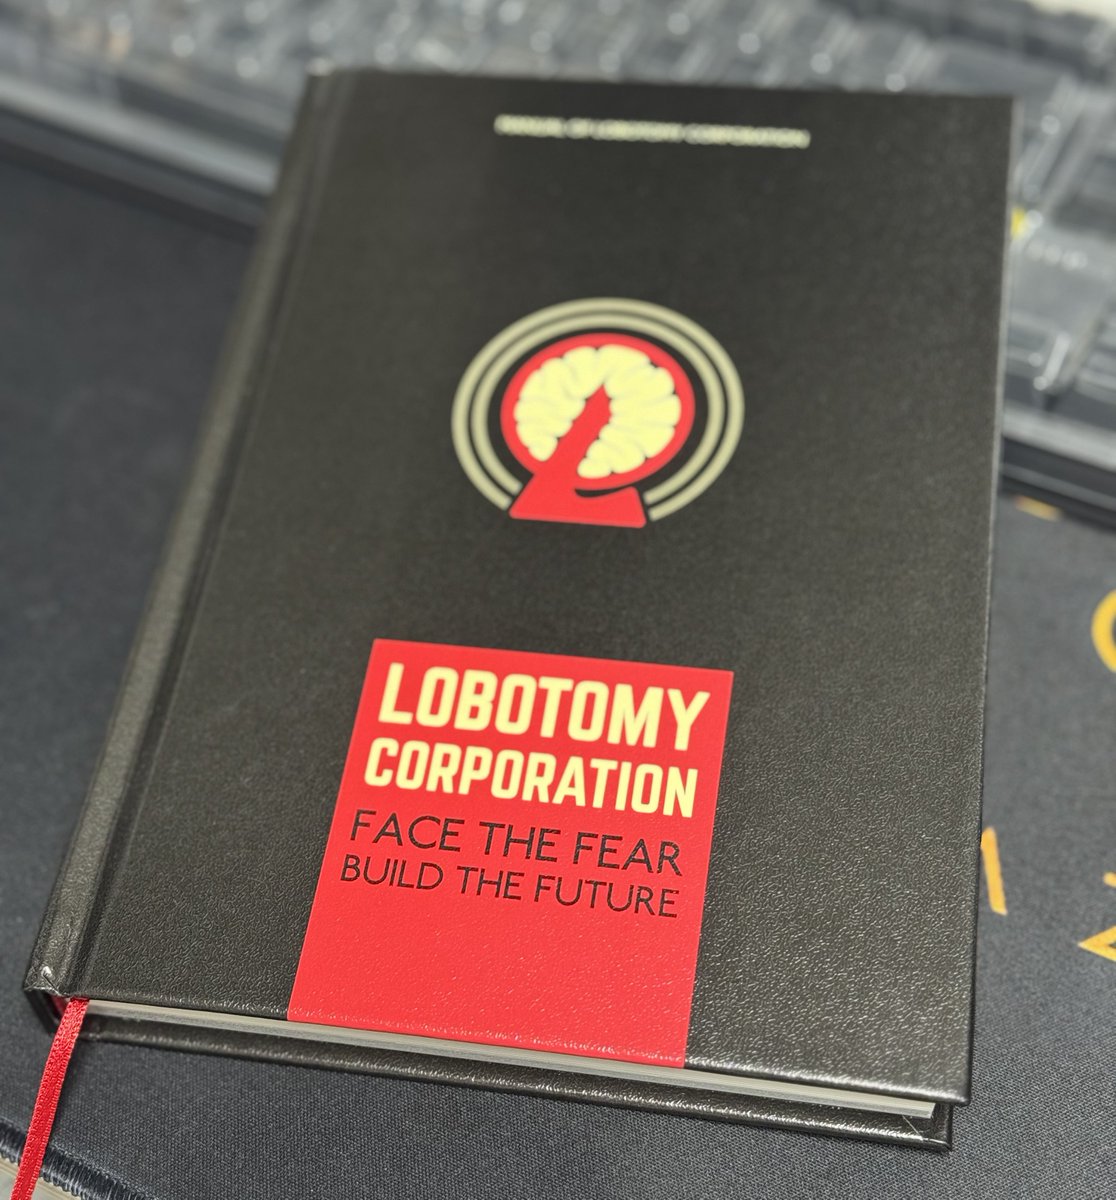 MANUAL OF LOBOTOMY CORPORATION
LOBOTOMY
CORPORATION
FACE THE FEAR
BUILD THE FUTURE